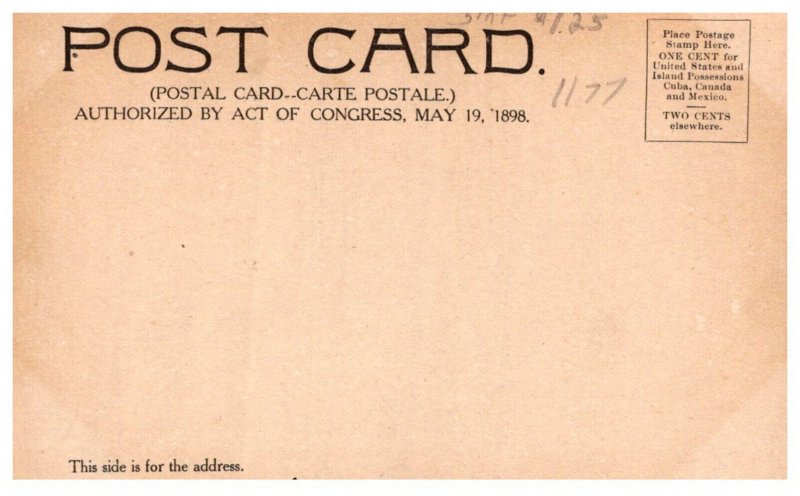 $1.25
POST CARD.
(POSTAL CARD--CARTE POSTALE.)
AUTHORIZED BY ACT OF CONGRESS, MAY 19, 1898.
1177
Place Postage
Stamp Here.
ONE CENT for
United States and
Island Possessions
Cuba, Canada
and Mexico.
TWO CENTS
elsewhere.
This side is for the address.